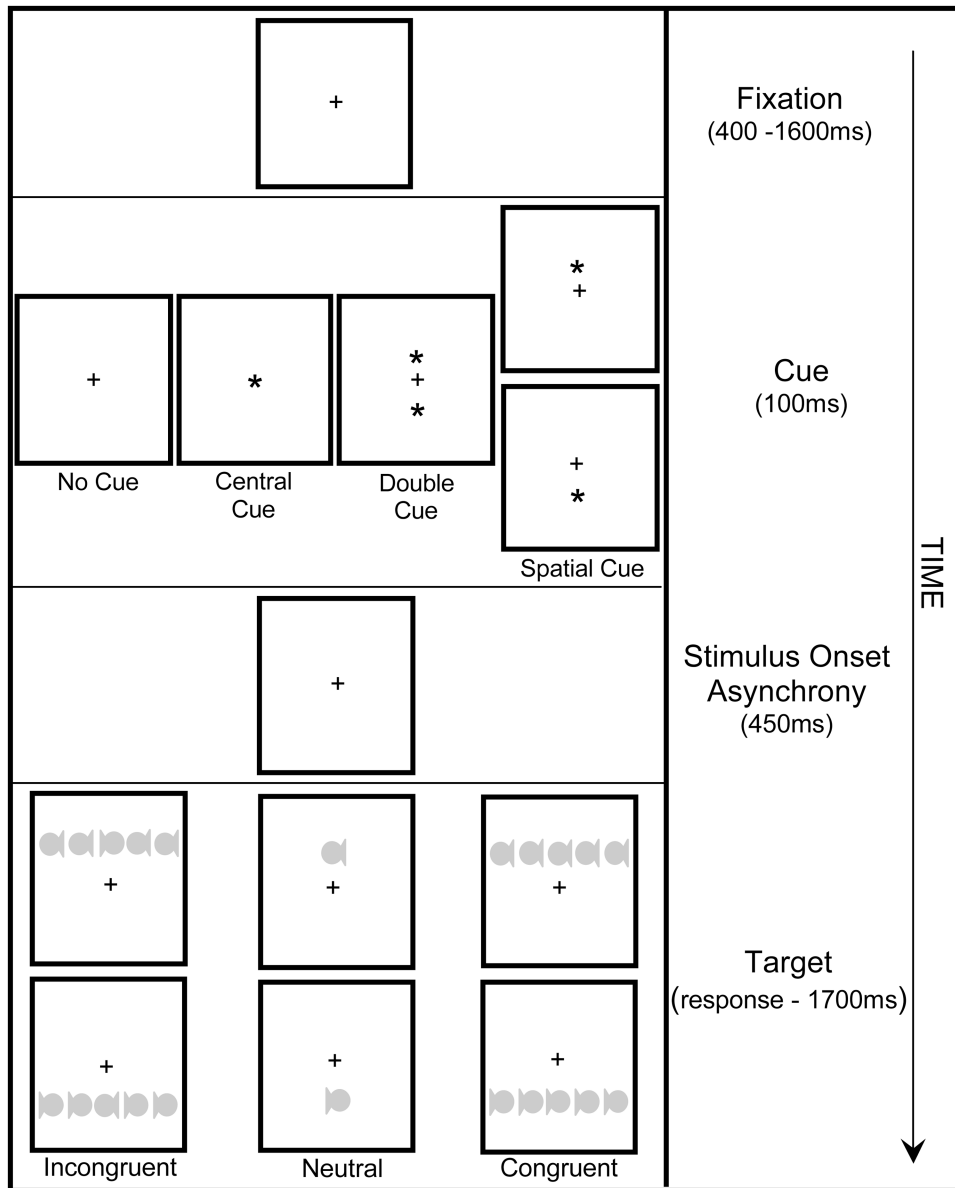 Fixation
(400 -1600ms)
No Cue
Central
Cue
Double
Cue
Spatial Cue
Cue
(100ms)
TIME
Stimulus Onset
Asynchrony
(450ms)
Target
(response - 1700ms)
Incongruent
Neutral
Congruent